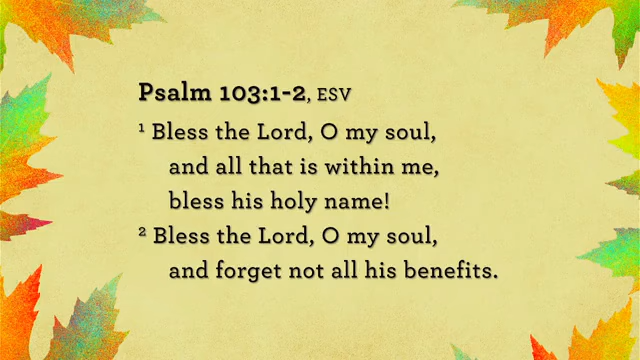 Psalm 103:1-2, ESV
¹ Bless the Lord, O my soul,
and all that is within me,
bless his holy name!
² Bless the Lord, O my soul,
and forget not all his benefits.